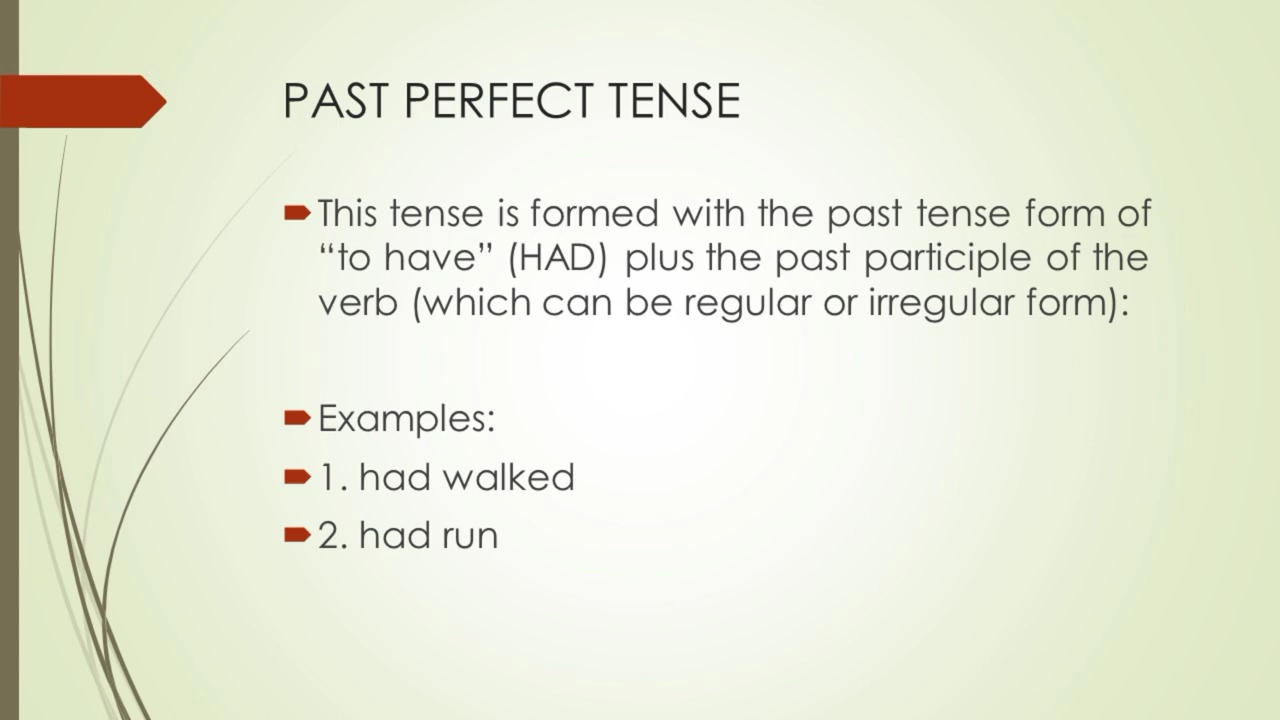 PAST PERFECT TENSE
This tense is formed with the past tense form of
“to have” (HAD) plus the past participle of the
verb (which can be regular or irregular form):
Examples:
1. had walked
2. had run